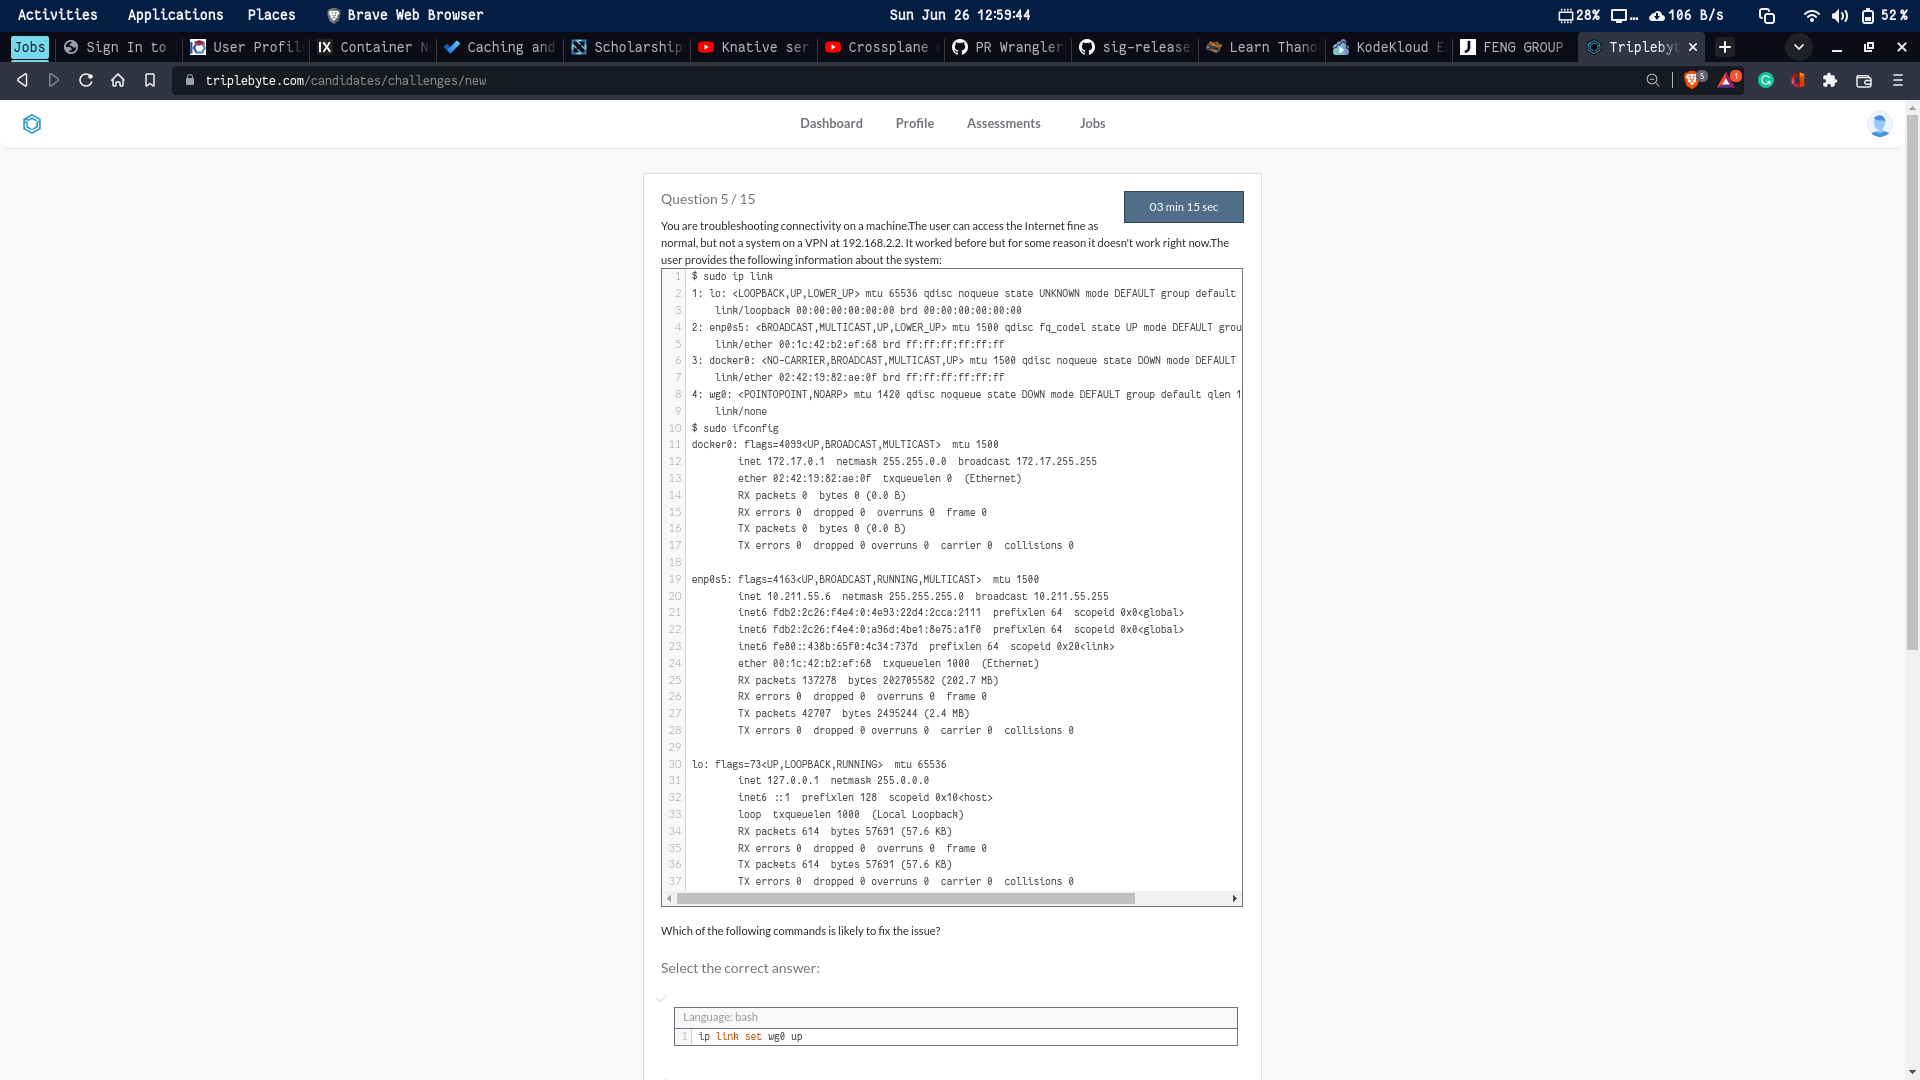 Activities Applications Places Brave Web Browser Sun Jun 26 12:59:44 28% … 106 B/s 52 %
Jobs Sign In to User Profil IX Container N Caching and Scholarship Knative ser Crossplane PR Wrangler sig-release Learn Thano KodeKloud E FENG GROUP Triplebyt
triplebyte.com/candidates/challenges/new 5 1
Dashboard Profile Assessments Jobs
Question 5 / 15
03 min 15 sec
You are troubleshooting connectivity on a machine.The user can access the Internet fine as
normal, but not a system on a VPN at 192.168.2.2. It worked before but for some reason it doesn't work right now.The
user provides the following information about the system:
1 $ sudo ip link
2 1: lo: <LOOPBACK,UP,LOWER_UP> mtu 65536 qdisc noqueue state UNKNOWN mode DEFAULT group default
3 link/loopback 00:00:00:00:00:00 brd 00:00:00:00:00:00
4 2: enp0s5: <BROADCAST,MULTICAST,UP,LOWER_UP> mtu 1500 qdisc fq_codel state UP mode DEFAULT grou
5 link/ether 00:1c:42:b2:ef:68 brd ff:ff:ff:ff:ff:ff
6 3: docker0: <NO-CARRIER,BROADCAST,MULTICAST,UP> mtu 1500 qdisc noqueue state DOWN mode DEFAULT
7 link/ether 02:42:19:82:ae:0f brd ff:ff:ff:ff:ff:ff
8 4: wg0: <POINTOPOINT,NOARP> mtu 1420 qdisc noqueue state DOWN mode DEFAULT group default qlen 1
9 link/none
10 $ sudo ifconfig
11 docker0: flags=4099<UP,BROADCAST,MULTICAST> mtu 1500
12 inet 172.17.0.1 netmask 255.255.0.0 broadcast 172.17.255.255
13 ether 02:42:19:82:ae:0f txqueuelen 0 (Ethernet)
14 RX packets 0 bytes 0 (0.0 B)
15 RX errors 0 dropped 0 overruns 0 frame 0
16 TX packets 0 bytes 0 (0.0 B)
17 TX errors 0 dropped 0 overruns 0 carrier 0 collisions 0
18
19 enp0s5: flags=4163<UP,BROADCAST,RUNNING,MULTICAST> mtu 1500
20 inet 10.211.55.6 netmask 255.255.255.0 broadcast 10.211.55.255
21 inet6 fdb2:2c26:f4e4:0:4e93:22d4:2cca:2111 prefixlen 64 scopeid 0x0<global>
22 inet6 fdb2:2c26:f4e4:0:a96d:4be1:8e75:a1f0 prefixlen 64 scopeid 0x0<global>
23 inet6 fe80::438b:65f0:4c34:737d prefixlen 64 scopeid 0x20<link>
24 ether 00:1c:42:b2:ef:68 txqueuelen 1000 (Ethernet)
25 RX packets 137278 bytes 202705582 (202.7 MB)
26 RX errors 0 dropped 0 overruns 0 frame 0
27 TX packets 42707 bytes 2495244 (2.4 MB)
28 TX errors 0 dropped 0 overruns 0 carrier 0 collisions 0
29
30 lo: flags=73<UP,LOOPBACK,RUNNING> mtu 65536
31 inet 127.0.0.1 netmask 255.0.0.0
32 inet6 ::1 prefixlen 128 scopeid 0x10<host>
33 loop txqueuelen 1000 (Local Loopback)
34 RX packets 614 bytes 57691 (57.6 KB)
35 RX errors 0 dropped 0 overruns 0 frame 0
36 TX packets 614 bytes 57691 (57.6 KB)
37 TX errors 0 dropped 0 overruns 0 carrier 0 collisions 0
Which of the following commands is likely to fix the issue?
Select the correct answer:
Language: bash
1 ip link set wg0 up